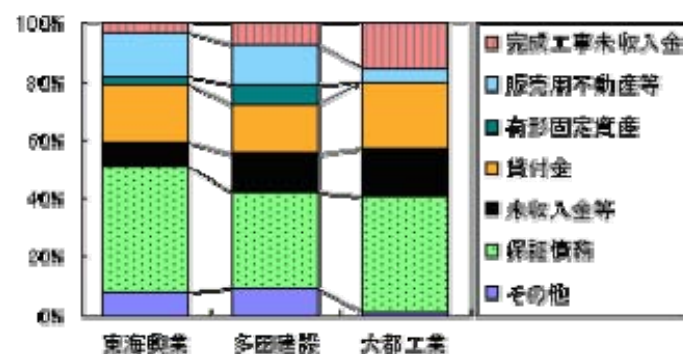 100%
80%
60%
40%
20%
0%
東海興業
多田建設
大都工業
完成工事未収入金
販売用不動産等
有形固定資産
貸付金
未収入金等
保証債務
その他